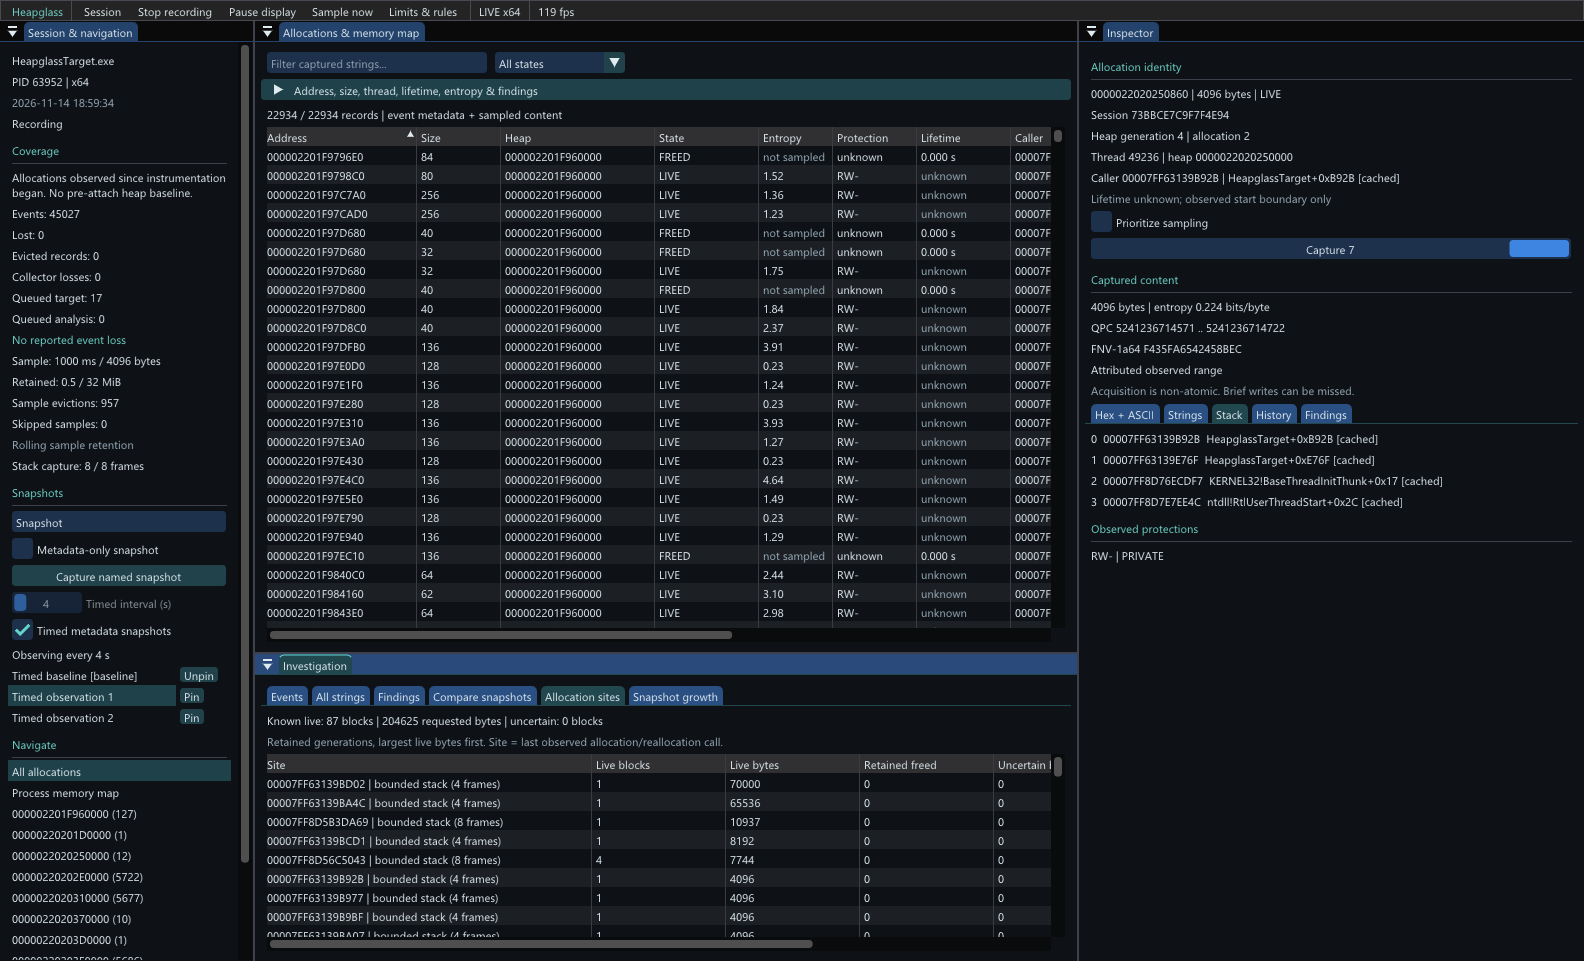 Heapglass Session Stop recording Pause display Sample now Limits & rules LIVE x64 119 fps
Session & navigation
HeapglassTarget.exe
PID 63952 | x64
2026-11-14 18:59:34
Recording
Coverage
Allocations observed since instrumentation
began. No pre-attach heap baseline.
Events: 45027
Lost: 0
Evicted records: 0
Collector losses: 0
Queued target: 17
Queued analysis: 0
No reported event loss
Sample: 1000 ms / 4096 bytes
Retained: 0.5 / 32 MiB
Sample evictions: 957
Skipped samples: 0
Rolling sample retention
Stack capture: 8 / 8 frames
Snapshots
Snapshot
Metadata-only snapshot
Capture named snapshot
4 Timed interval (s)
Timed metadata snapshots
Observing every 4 s
Timed baseline [baseline] Unpin
Timed observation 1 Pin
Timed observation 2 Pin
Navigate
All allocations
Process memory map
000002201F960000 (127)
00000220201D0000 (1)
0000022020250000 (12)
00000220202E0000 (5722)
0000022020310000 (5677)
0000022020370000 (10)
00000220203D0000 (1)
Allocations & memory map
Filter captured strings... All states
Address, size, thread, lifetime, entropy & findings
22934 / 22934 records | event metadata + sampled content
Address Size Heap State Entropy Protection Lifetime Caller
000002201F9796E0 84 000002201F960000 FREED not sampled unknown 0.000 s 00007F
000002201F9798C0 80 000002201F960000 LIVE 1.52 RW- unknown 00007F
000002201F97C7A0 256 000002201F960000 LIVE 1.36 RW- unknown 00007F
000002201F97CAD0 256 000002201F960000 LIVE 1.23 RW- unknown 00007F
000002201F97D680 40 000002201F960000 FREED not sampled unknown 0.000 s 00007F
000002201F97D680 32 000002201F960000 FREED not sampled unknown 0.000 s 00007F
000002201F97D680 32 000002201F960000 LIVE 1.75 RW- unknown 00007F
000002201F97D800 40 000002201F960000 FREED not sampled unknown 0.000 s 00007F
000002201F97D800 40 000002201F960000 LIVE 1.84 RW- unknown 00007F
000002201F97D8C0 40 000002201F960000 LIVE 2.37 RW- unknown 00007F
000002201F97DFB0 136 000002201F960000 LIVE 3.91 RW- unknown 00007F
000002201F97E0D0 128 000002201F960000 LIVE 0.23 RW- unknown 00007F
000002201F97E1F0 136 000002201F960000 LIVE 1.24 RW- unknown 00007F
000002201F97E280 128 000002201F960000 LIVE 0.23 RW- unknown 00007F
000002201F97E310 136 000002201F960000 LIVE 3.93 RW- unknown 00007F
000002201F97E3A0 136 000002201F960000 LIVE 1.27 RW- unknown 00007F
000002201F97E430 128 000002201F960000 LIVE 0.23 RW- unknown 00007F
000002201F97E4C0 136 000002201F960000 LIVE 4.64 RW- unknown 00007F
000002201F97E5E0 136 000002201F960000 LIVE 1.49 RW- unknown 00007F
000002201F97E790 128 000002201F960000 LIVE 0.23 RW- unknown 00007F
000002201F97E940 136 000002201F960000 LIVE 1.29 RW- unknown 00007F
000002201F97EC10 136 000002201F960000 FREED not sampled unknown 0.000 s 00007F
000002201F9840C0 64 000002201F960000 LIVE 2.44 RW- unknown 00007F
000002201F984160 62 000002201F960000 LIVE 3.10 RW- unknown 00007F
000002201F9843E0 64 000002201F960000 LIVE 2.98 RW- unknown 00007F
Investigation
Events All strings Findings Compare snapshots Allocation sites Snapshot growth
Known live: 87 blocks | 204625 requested bytes | uncertain: 0 blocks
Retained generations, largest live bytes first. Site = last observed allocation/reallocation call.
Site Live blocks Live bytes Retained freed Uncertain
00007FF63139BD02 | bounded stack (4 frames) 1 70000 0 0
00007FF63139BA4C | bounded stack (4 frames) 1 65536 0 0
00007FF8D5B3DA69 | bounded stack (8 frames) 1 10937 0 0
00007FF63139BCD1 | bounded stack (4 frames) 1 8192 0 0
00007FF8D56C5043 | bounded stack (8 frames) 4 7744 0 0
00007FF63139B92B | bounded stack (4 frames) 1 4096 0 0
00007FF63139B977 | bounded stack (4 frames) 1 4096 0 0
00007FF63139B9BF | bounded stack (4 frames) 1 4096 0 0
00007FF63139BA07 | bounded stack (4 frames) 1 4096 0 0
Inspector
Allocation identity
0000022020250860 | 4096 bytes | LIVE
Session 73BBCE7C9F7F4E94
Heap generation 4 | allocation 2
Thread 49236 | heap 0000022020250000
Caller 00007FF63139B92B | HeapglassTarget+0xB92B [cached]
Lifetime unknown; observed start boundary only
Prioritize sampling
Capture 7
Captured content
4096 bytes | entropy 0.224 bits/byte
QPC 5241236714571 .. 5241236714722
FNV-1a64 F435FA6542458BEC
Attributed observed range
Acquisition is non-atomic. Brief writes can be missed.
Hex + ASCII Strings Stack History Findings
0 00007FF63139B92B HeapglassTarget+0xB92B [cached]
1 00007FF63139E76F HeapglassTarget+0xE76F [cached]
2 00007FF8D76ECDF7 KERNEL32!BaseThreadInitThunk+0x17 [cached]
3 00007FF8D7E7EE4C ntdll!RtlUserThreadStart+0x2C [cached]
Observed protections
RW- | PRIVATE